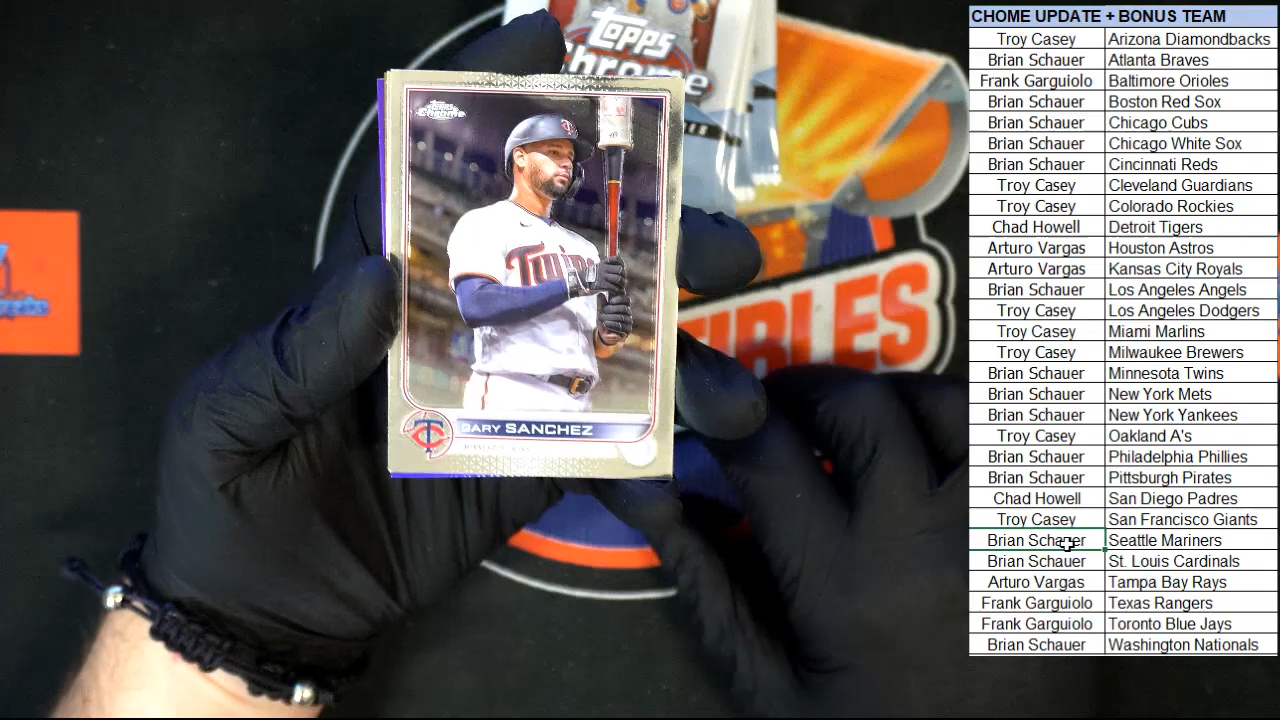 Topps
Chrome
Topps
Chrome
Twins
TC
GARY SANCHEZ
IBLES
CHOME UPDATE + BONUS TEAM
Troy Casey Arizona Diamondbacks
Brian Schauer Atlanta Braves
Frank Garguiolo Baltimore Orioles
Brian Schauer Boston Red Sox
Brian Schauer Chicago Cubs
Brian Schauer Chicago White Sox
Brian Schauer Cincinnati Reds
Troy Casey Cleveland Guardians
Troy Casey Colorado Rockies
Chad Howell Detroit Tigers
Arturo Vargas Houston Astros
Arturo Vargas Kansas City Royals
Brian Schauer Los Angeles Angels
Troy Casey Los Angeles Dodgers
Troy Casey Miami Marlins
Troy Casey Milwaukee Brewers
Brian Schauer Minnesota Twins
Brian Schauer New York Mets
Brian Schauer New York Yankees
Troy Casey Oakland A's
Brian Schauer Philadelphia Phillies
Brian Schauer Pittsburgh Pirates
Chad Howell San Diego Padres
Troy Casey San Francisco Giants
Brian Schauer Seattle Mariners
Brian Schauer St. Louis Cardinals
Arturo Vargas Tampa Bay Rays
Frank Garguiolo Texas Rangers
Frank Garguiolo Toronto Blue Jays
Brian Schauer Washington Nationals